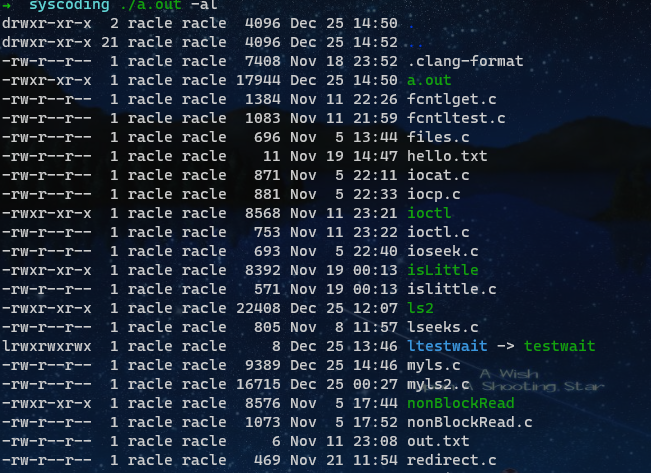 → syscoding ./a.out -al
drwxr-xr-x 2 racle racle 4096 Dec 25 14:50 .
drwxr-xr-x 21 racle racle 4096 Dec 25 14:52 ..
-rw-r--r-- 1 racle racle 7408 Nov 18 23:52 .clang-format
-rwxr-xr-x 1 racle racle 17944 Dec 25 14:50 a.out
-rw-r--r-- 1 racle racle 1384 Nov 11 22:26 fcntlget.c
-rw-r--r-- 1 racle racle 1083 Nov 11 21:59 fcntltest.c
-rw-r--r-- 1 racle racle 696 Nov 5 13:44 files.c
-rw-r--r-- 1 racle racle 11 Nov 19 14:47 hello.txt
-rw-r--r-- 1 racle racle 871 Nov 5 22:11 iocat.c
-rw-r--r-- 1 racle racle 881 Nov 5 22:33 iocp.c
-rwxr-xr-x 1 racle racle 8568 Nov 11 23:21 ioctl
-rw-r--r-- 1 racle racle 753 Nov 11 23:22 ioctl.c
-rw-r--r-- 1 racle racle 693 Nov 5 22:40 ioseek.c
-rwxr-xr-x 1 racle racle 8392 Nov 19 00:13 isLittle
-rw-r--r-- 1 racle racle 571 Nov 19 00:13 islittle.c
-rwxr-xr-x 1 racle racle 22408 Dec 25 12:07 ls2
-rw-r--r-- 1 racle racle 805 Nov 8 11:57 lseeks.c
lrwxrwxrwx 1 racle racle 8 Dec 25 13:46 ltestwait -> testwait
-rw-r--r-- 1 racle racle 9389 Dec 25 14:46 myls.c
A Wish
-rw-r--r-- 1 racle racle 16715 Dec 25 00:27 myls2.c
A Shooting Star
-rwxr-xr-x 1 racle racle 8576 Nov 5 17:44 nonBlockRead
-rw-r--r-- 1 racle racle 1073 Nov 5 17:52 nonBlockRead.c
-rw-r--r-- 1 racle racle 6 Nov 11 23:08 out.txt
-rw-r--r-- 1 racle racle 469 Nov 21 11:54 redirect.c